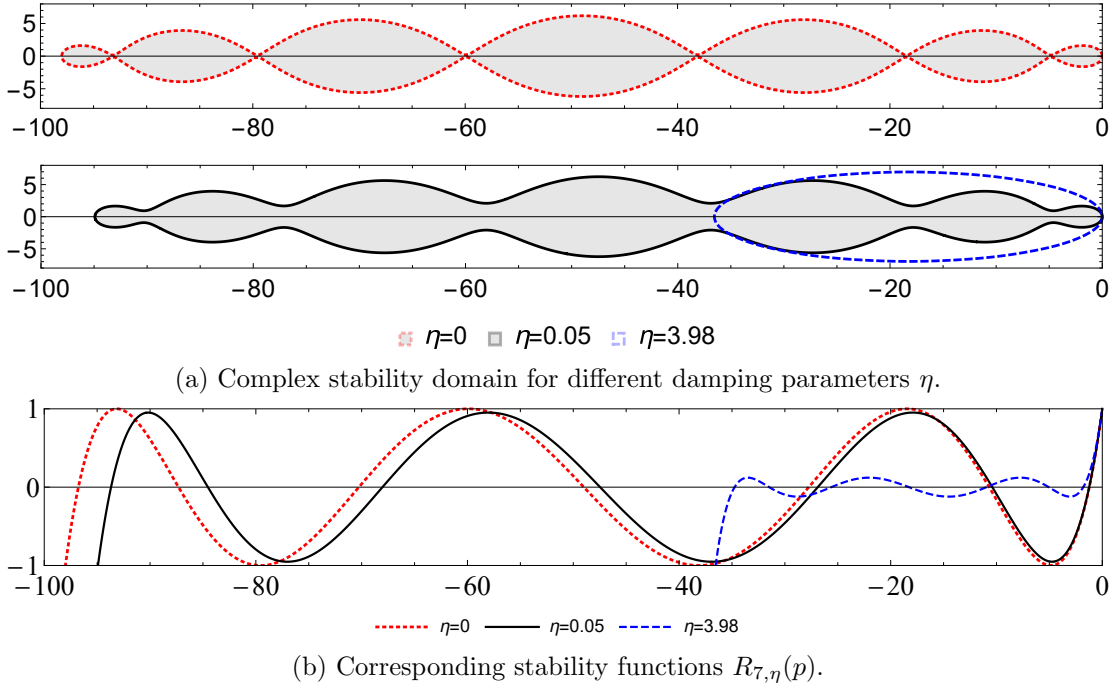 5
0
−5
−100 −80 −60 −40 −20 0
5
0
−5
−100 −80 −60 −40 −20 0
η=0 η=0.05 η=3.98
(a) Complex stability domain for different damping parameters η.
1
0
−1
−100 −80 −60 −40 −20 0
η=0 η=0.05 η=3.98
(b) Corresponding stability functions R₇,η(p).